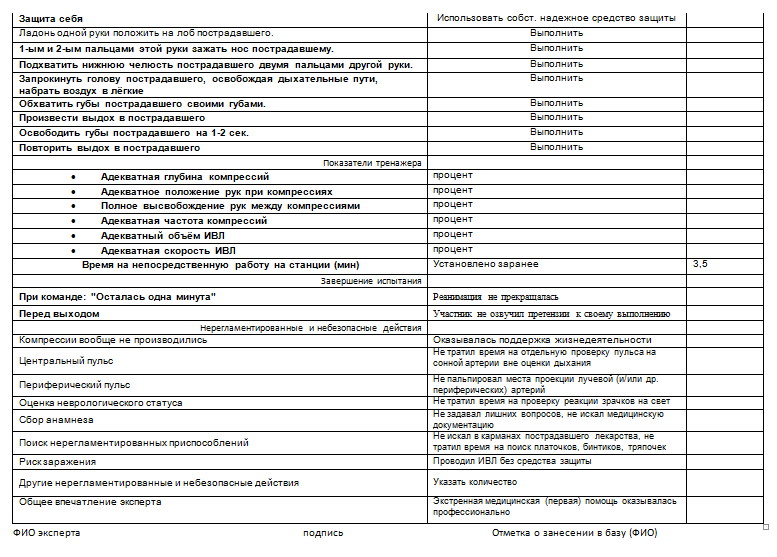 Защита себя Использовать собст. надежное средство защиты
Ладонь одной руки положить на лоб пострадавшего. Выполнить
1-ым и 2-ым пальцами этой руки зажать нос пострадавшему. Выполнить
Подхватить нижнюю челюсть пострадавшего двумя пальцами другой руки. Выполнить
Запрокинуть голову пострадавшего, освобождая дыхательные пути, Выполнить
набрать воздух в лёгкие
Обхватить губы пострадавшего своими губами. Выполнить
Произвести выдох в пострадавшего Выполнить
Освободить губы пострадавшего на 1-2 сек. Выполнить
Повторить выдох в пострадавшего Выполнить
Показатели тренажера
• Адекватная глубина компрессий процент
• Адекватное положение рук при компрессиях процент
• Полное высвобождение рук между компрессиями процент
• Адекватная частота компрессий процент
• Адекватный объём ИВЛ процент
• Адекватная скорость ИВЛ процент
Время на непосредственную работу на станции (мин) Установлено заранее 3,5
Завершение испытания
При команде: "Осталась одна минута" Реанимация не прекращалась
Перед выходом Участник не озвучил претензии к своему выполнению
Нерегламентированные и небезопасные действия
Компрессии вообще не производились Оказывалась поддержка жизнедеятельности
Центральный пульс Не тратил время на отдельную проверку пульса на
сонной артерии вне оценки дыхания
Периферический пульс Не пальпировал места проекции лучевой (и/или др.
периферических) артерий
Оценка неврологического статуса Не тратил время на проверку реакции зрачков на свет
Сбор анамнеза Не задавал лишних вопросов, не искал медицинскую
документацию
Поиск нерегламентированных приспособлений Не искал в карманах пострадавшего лекарства, не
тратил время на поиск платочков, бинтиков, тряпочек
Риск заражения Проводил ИВЛ без средства защиты
Другие нерегламентированные и небезопасные действия Указать количество
Общее впечатление эксперта Экстренная медицинская (первая) помощь оказывалась
профессионально
ФИО эксперта подпись Отметка о занесении в базу (ФИО)